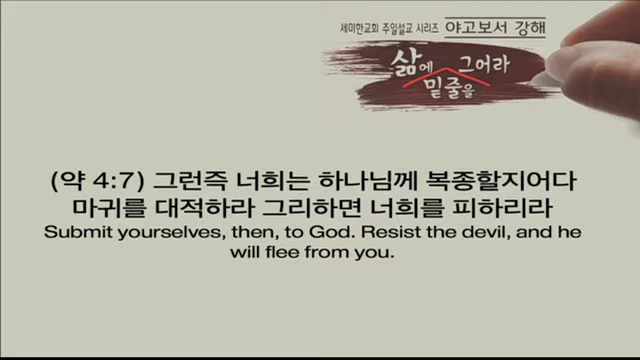 세미한교회 주일설교 시리즈 야고보서 강해
삶에 그어라
밑줄을
(약 4:7) 그런즉 너희는 하나님께 복종할지어다
마귀를 대적하라 그리하면 너희를 피하리라
Submit yourselves, then, to God. Resist the devil, and he
will flee from you.